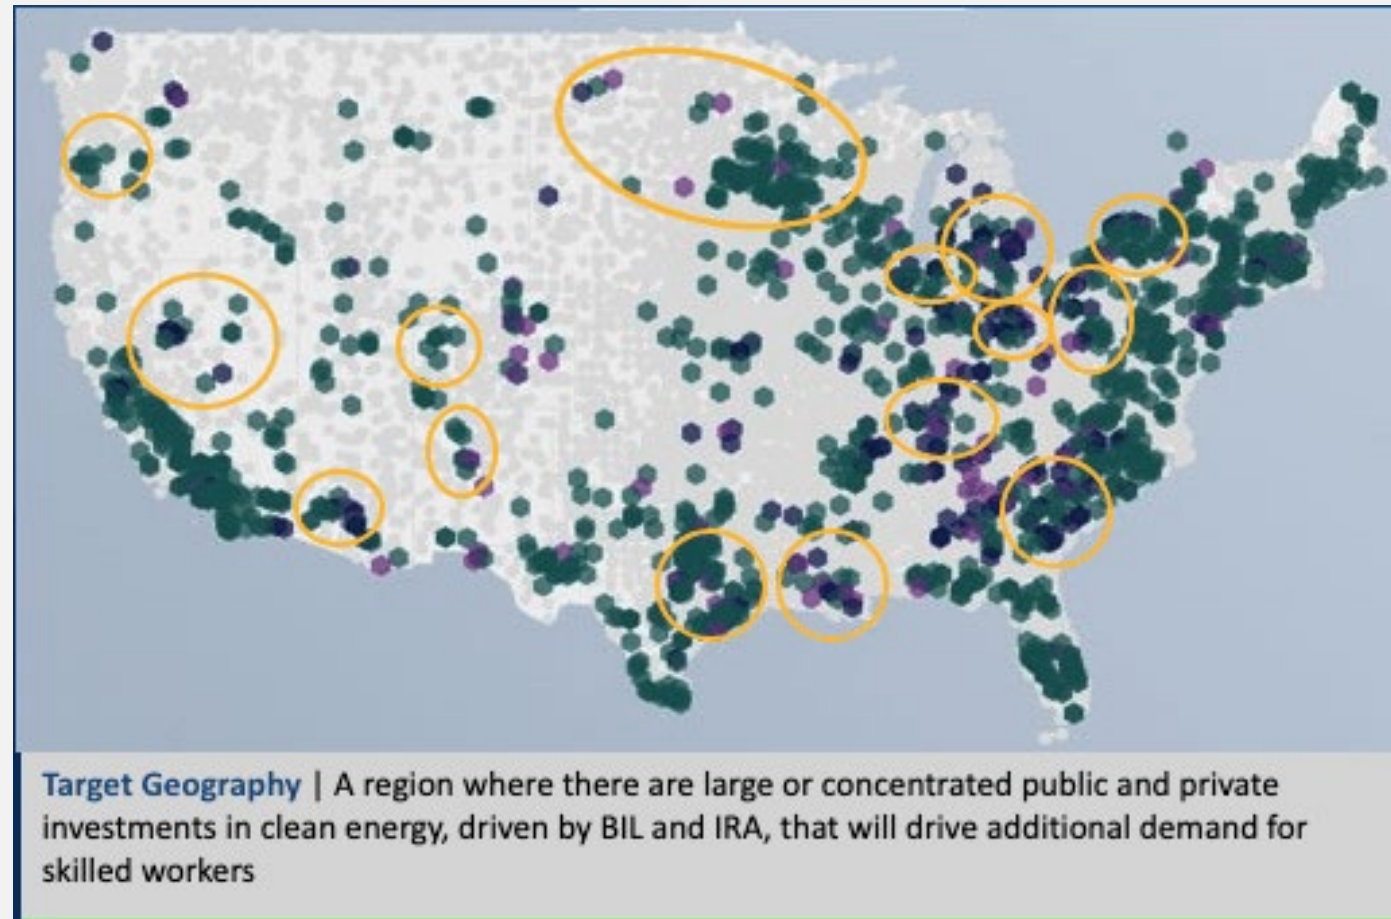 Target Geography | A region where there are large or concentrated public and private
investments in clean energy, driven by BIL and IRA, that will drive additional demand for
skilled workers